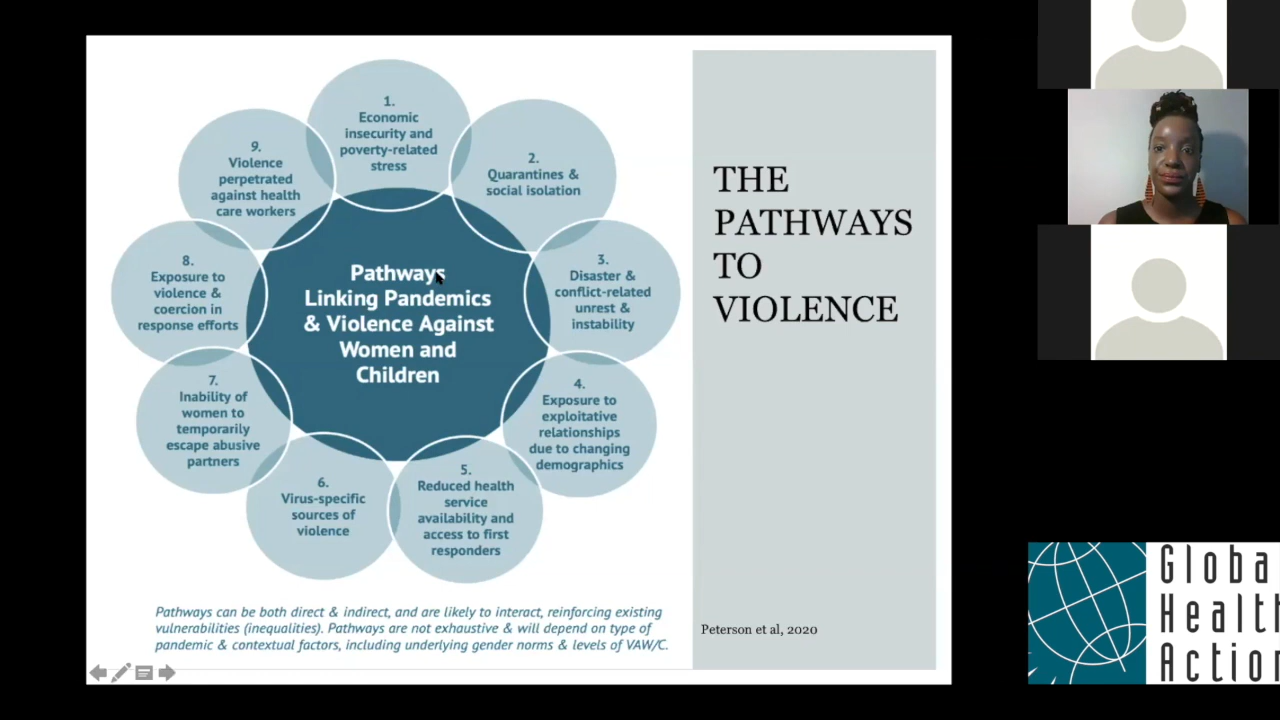 1.
Economic
insecurity and
poverty-related
stress
2.
Quarantines &
social isolation
3.
Disaster &
conflict-related
unrest &
instability
4.
Exposure to
exploitative
relationships
due to changing
demographics
5.
Reduced health
service
availability and
access to first
responders
6.
Virus-specific
sources of
violence
7.
Inability of
women to
temporarily
escape abusive
partners
8.
Exposure to
violence &
coercion in
response efforts
9.
Violence
perpetrated
against health
care workers
Pathways
Linking Pandemics
& Violence Against
Women and
Children
Pathways can be both direct & indirect, and are likely to interact, reinforcing existing
vulnerabilities (inequalities). Pathways are not exhaustive & will depend on type of
pandemic & contextual factors, including underlying gender norms & levels of VAW/C.
THE
PATHWAYS
TO
VIOLENCE
Peterson et al, 2020
Globa
Health
Action